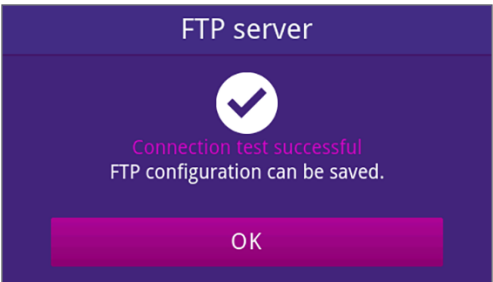 FTP server
Connection test successful
FTP configuration can be saved.
OK